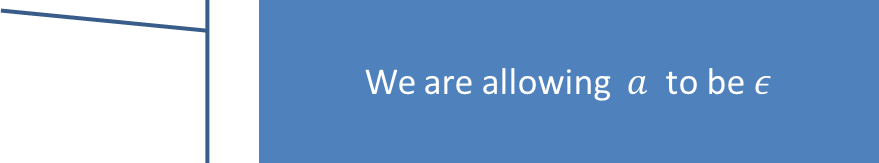 We are allowing 𝑎 to be 𝜖